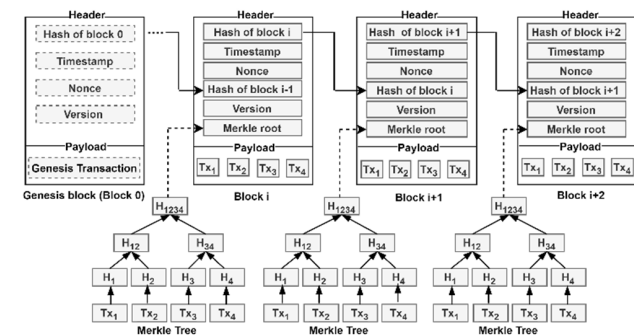 Header
Hash of block 0
Timestamp
Nonce
Version
Payload
Genesis Transaction
Genesis block (Block 0)
Header
Hash of block i
Timestamp
Nonce
Hash of block i-1
Version
Merkle root
Payload
Tx1 Tx2 Tx3 Tx4
Block i
Header
Hash of block i+1
Timestamp
Nonce
Hash of block i
Version
Merkle root
Payload
Tx1 Tx2 Tx3 Tx4
Block i+1
Header
Hash of block i+2
Timestamp
Nonce
Hash of block i+1
Version
Merkle root
Payload
Tx1 Tx2 Tx3 Tx4
Block i+2
H1234
H12 H34
H1 H2 H3 H4
Tx1 Tx2 Tx3 Tx4
Merkle Tree
H1234
H12 H34
H1 H2 H3 H4
Tx1 Tx2 Tx3 Tx4
Merkle Tree
H1234
H12 H34
H1 H2 H3 H4
Tx1 Tx2 Tx3 Tx4
Merkle Tree